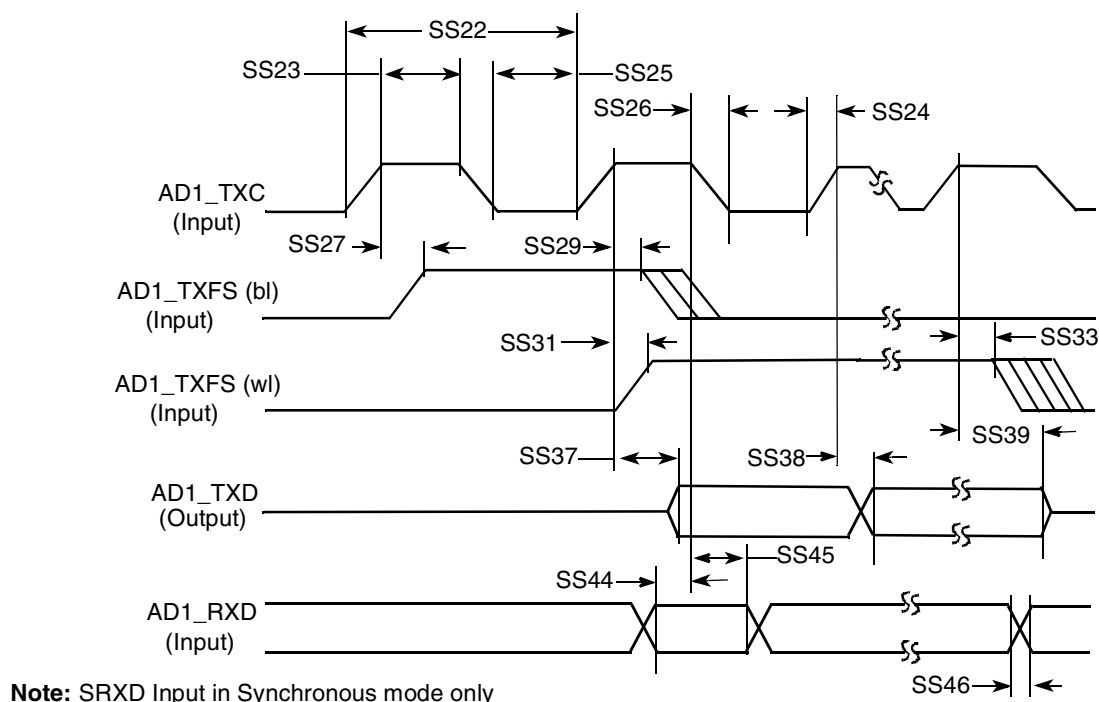 SS22
SS23
SS25
SS26
SS24
AD1_TXC
(Input)
SS27
SS29
AD1_TXFS (bl)
(Input)
SS31
SS33
AD1_TXFS (wl)
(Input)
SS39
SS37
SS38
AD1_TXD
(Output)
SS45
SS44
AD1_RXD
(Input)
SS46
Note: SRXD Input in Synchronous mode only